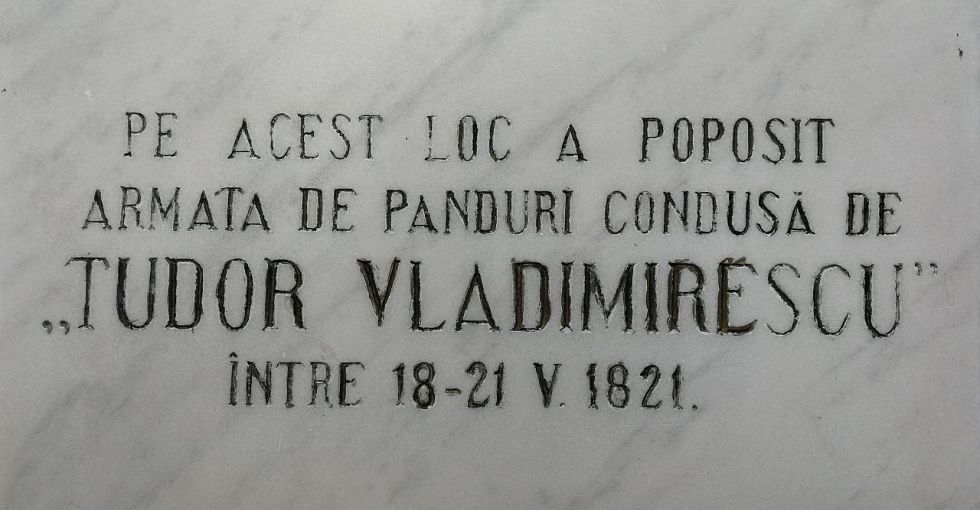 PE ACEST LOC A POPOSIT
ARMATA DE PANDURI CONDUSĂ DE
„TUDOR VLADIMIRESCU”
ÎNTRE 18-21 V. 1821.